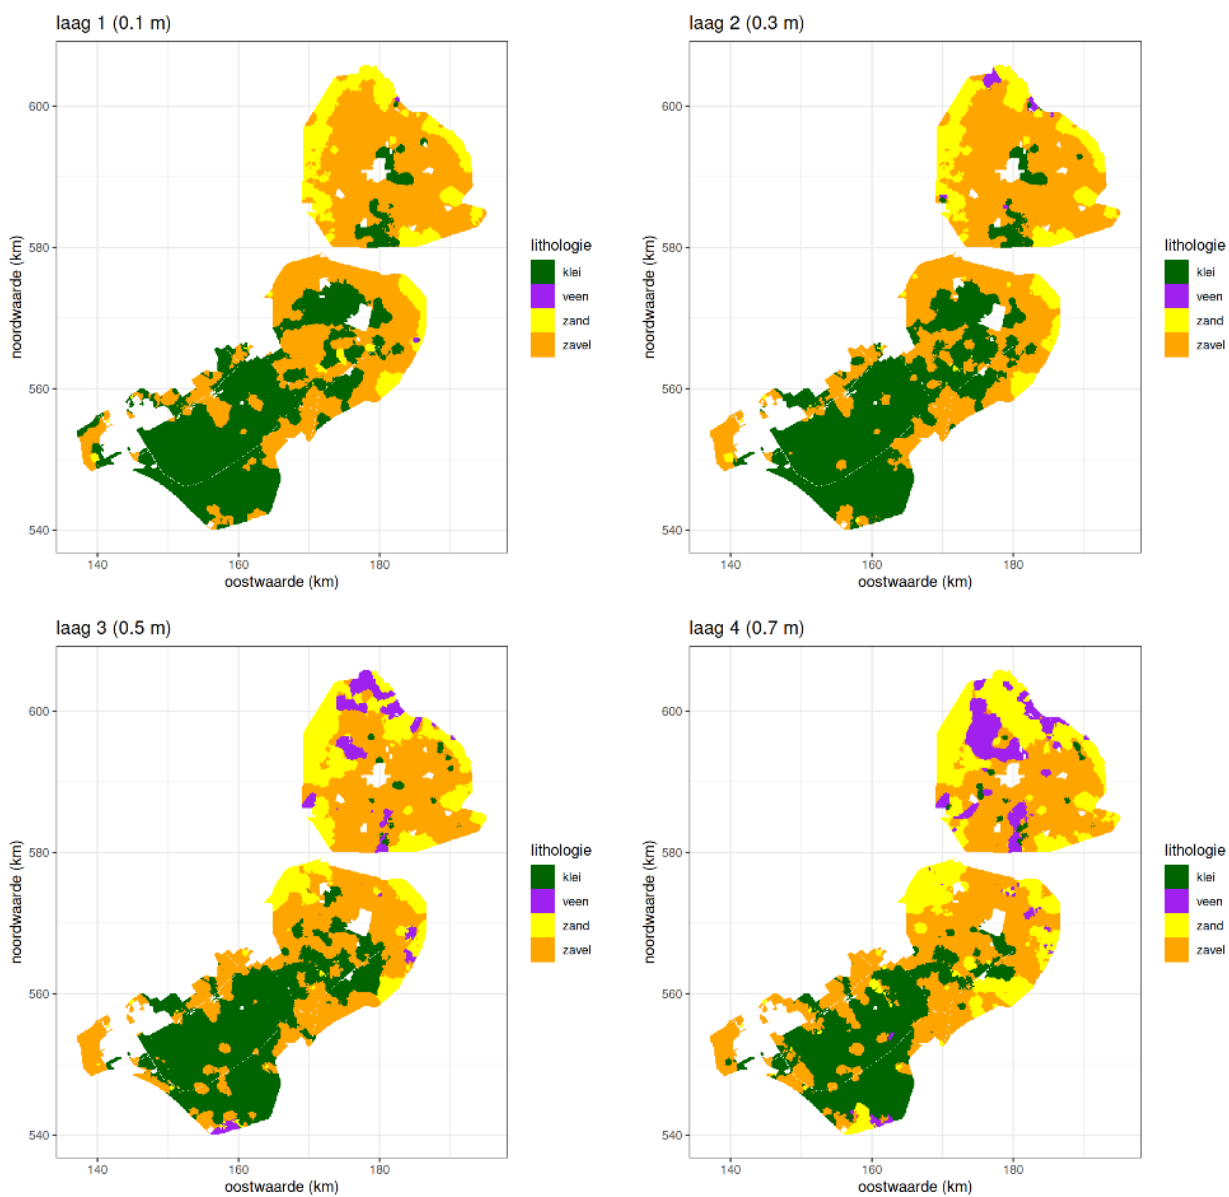 laag 1 (0.1 m)
noordwaarde (km)
600
580
560
540
140
160
180
oostwaarde (km)
lithologie
klei
veen
zand
zavel
laag 2 (0.3 m)
noordwaarde (km)
600
580
560
540
140
160
180
oostwaarde (km)
lithologie
klei
veen
zand
zavel
laag 3 (0.5 m)
noordwaarde (km)
600
580
560
540
140
160
180
oostwaarde (km)
lithologie
klei
veen
zand
zavel
laag 4 (0.7 m)
noordwaarde (km)
600
580
560
540
140
160
180
oostwaarde (km)
lithologie
klei
veen
zand
zavel